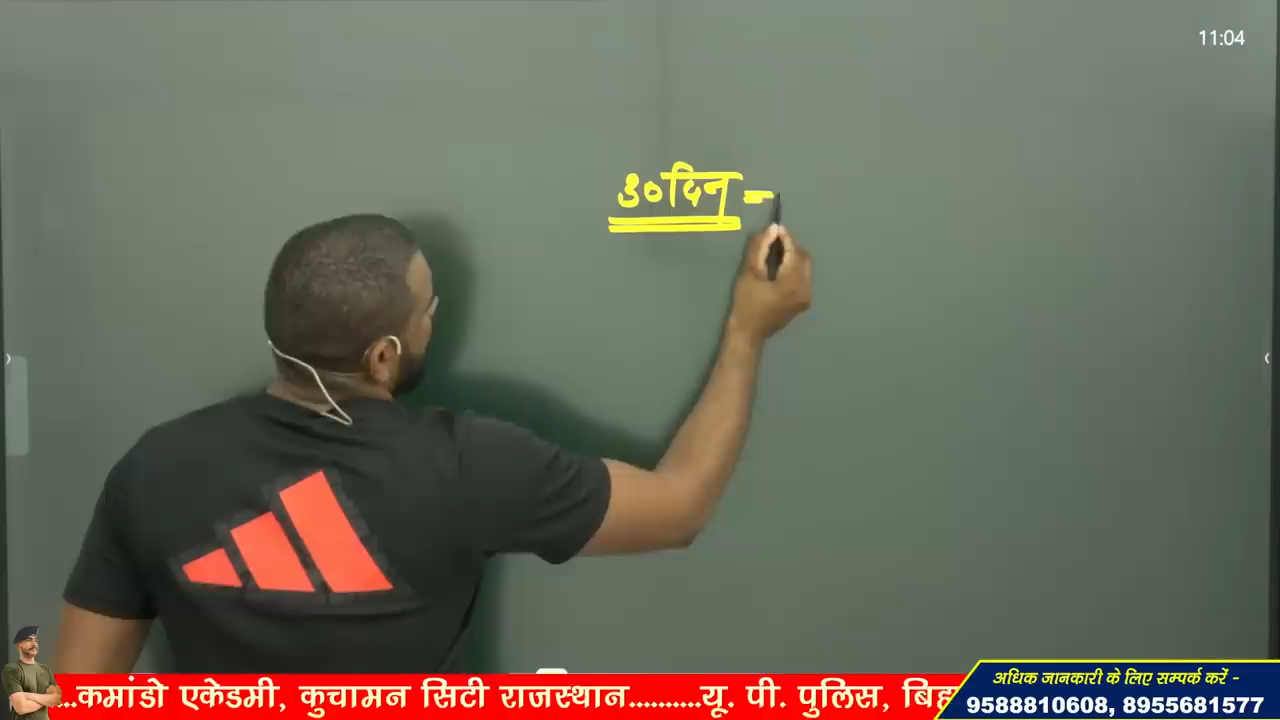 11:04
30दिन =
...कमांडो एकेडमी, कुचामन सिटी राजस्थान..........यू. पी. पुलिस, बिह
अधिक जानकारी के लिए सम्पर्क करें -
9588810608, 8955681577